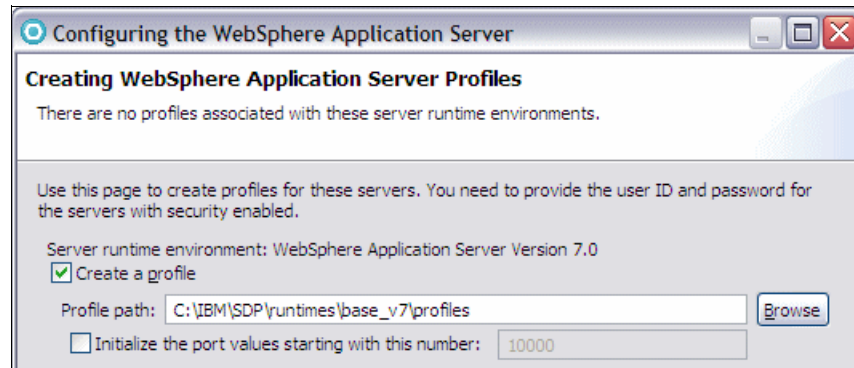 Configuring the WebSphere Application Server
Creating WebSphere Application Server Profiles
There are no profiles associated with these server runtime environments.
Use this page to create profiles for these servers. You need to provide the user ID and password for
the servers with security enabled.
Server runtime environment: WebSphere Application Server Version 7.0
Create a profile
Profile path: C:\IBM\SDP\runtimes\base_v7\profiles Browse
Initialize the port values starting with this number: 10000